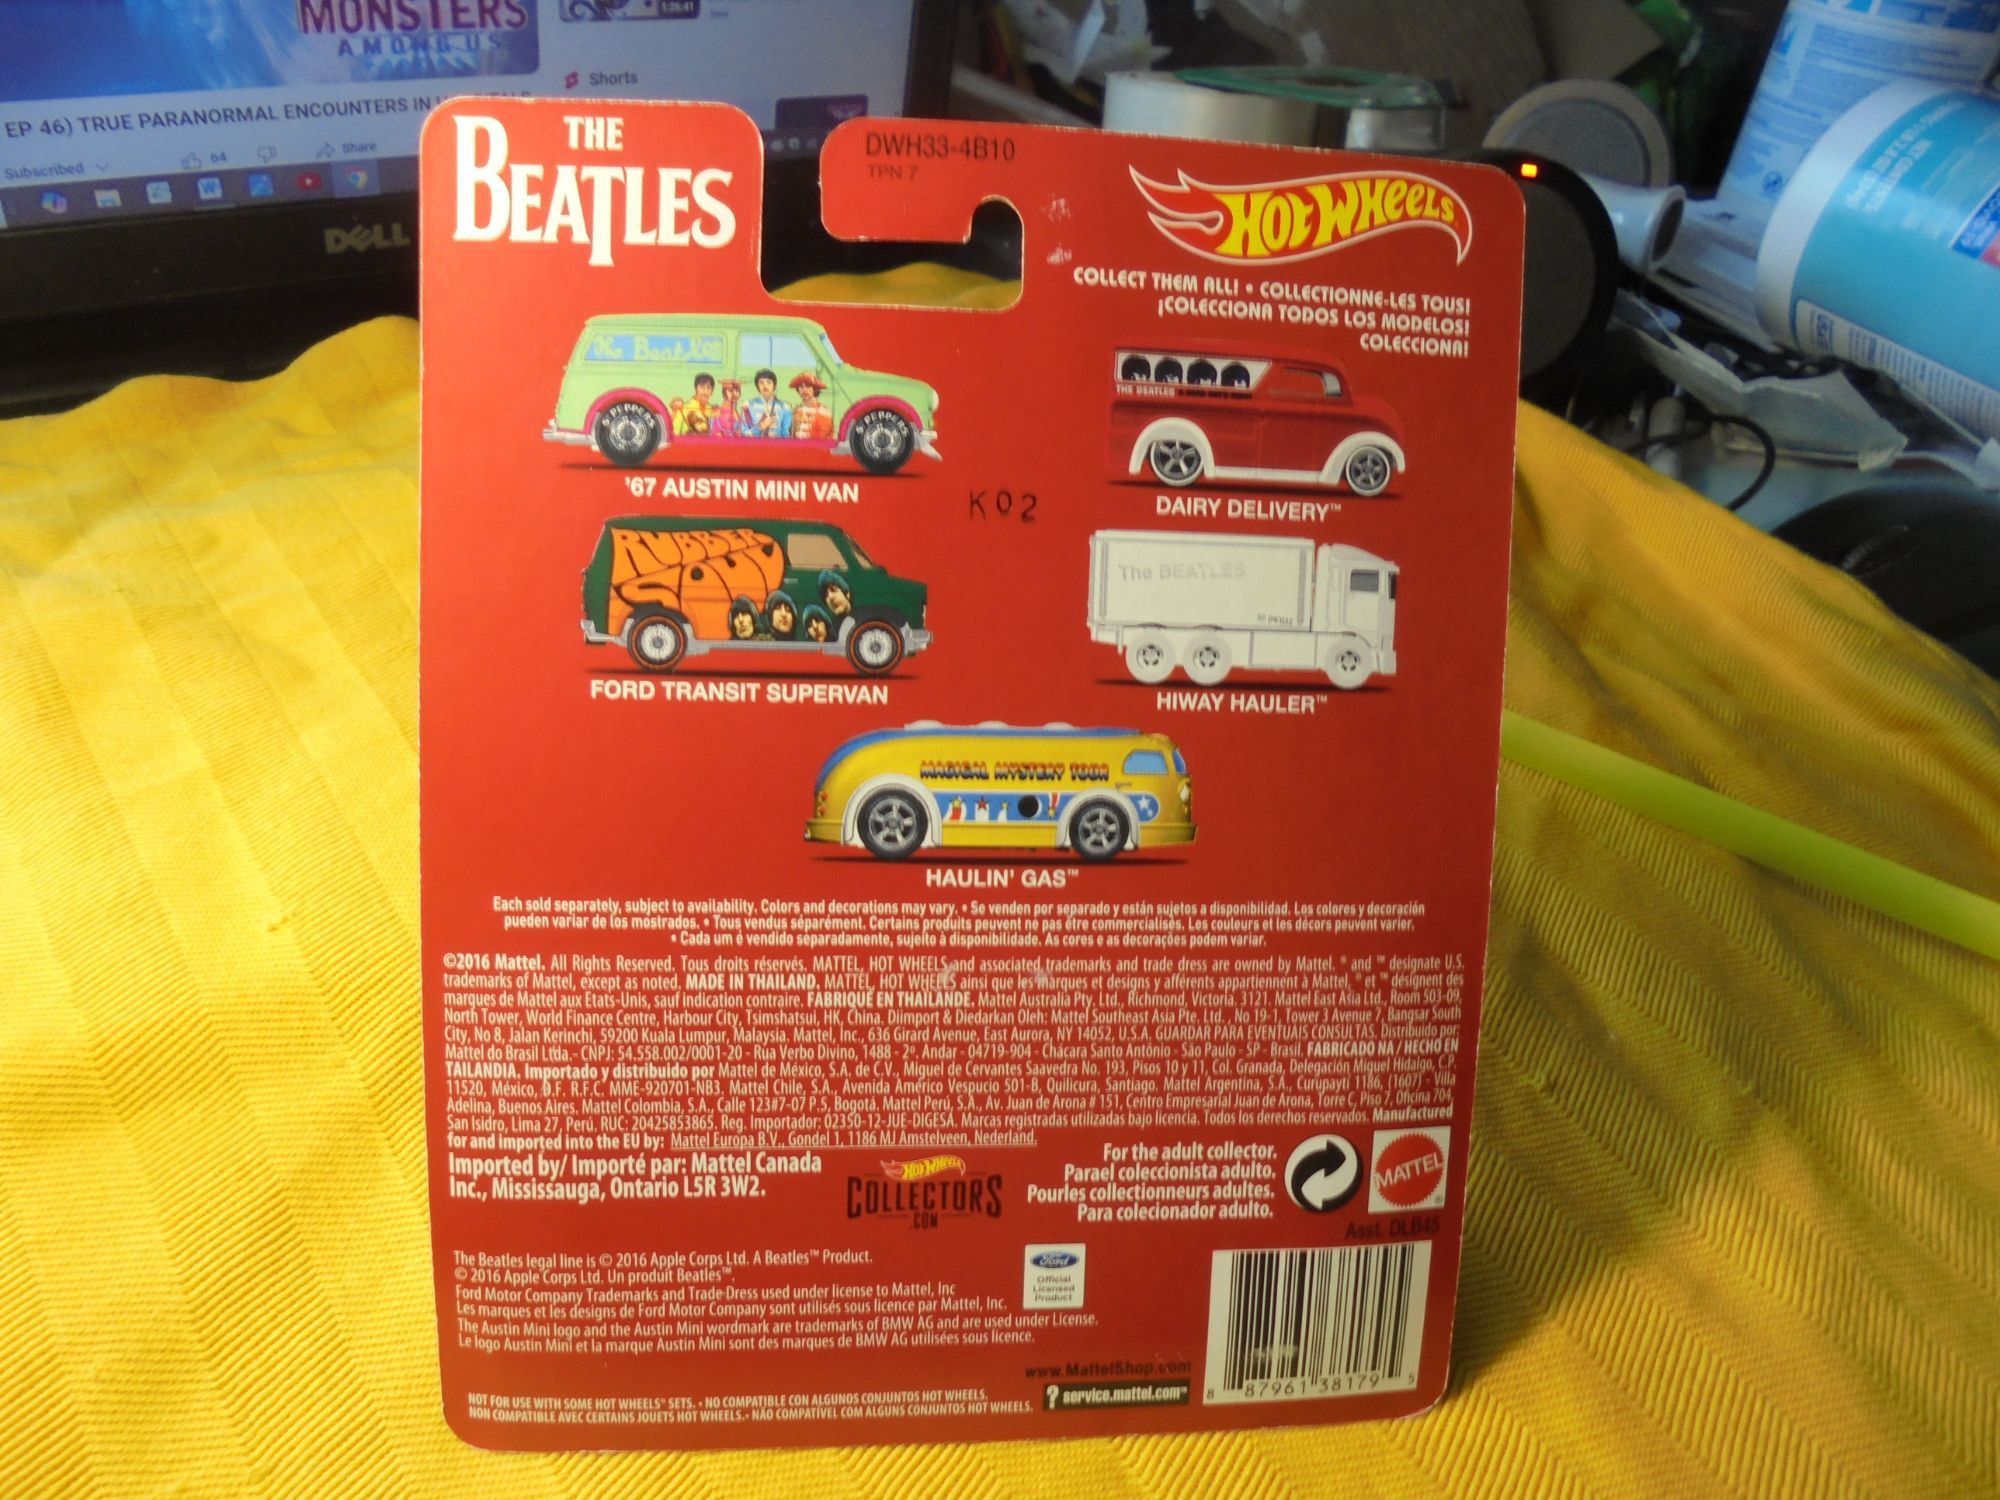 MONSTERS
AMONG US
1:26:41
Shorts
EP 46) TRUE PARANORMAL ENCOUNTERS IN
Subscribed
64
Share
DELL
THE
BEATLES
DWH33-4B10
TPN 7
HOT WHEELS
COLLECT THEM ALL! • COLLECTIONNE-LES TOUS!
¡COLECCIONA TODOS LOS MODELOS!
COLECCIONA!
The Beatles
S. PEPPERS
S. PEPPERS
'67 AUSTIN MINI VAN
THE BEATLES
DAIRY DELIVERY™
K02
RUBBER
SOUL
FORD TRANSIT SUPERVAN
The BEATLES
HIWAY HAULER™
MAGICAL MYSTERY TOUR
HAULIN' GAS™
Each sold separately, subject to availability. Colors and decorations may vary. • Se venden por separado y están sujetos a disponibilidad. Los colores y decoración
pueden variar de los mostrados. • Tous vendus séparément. Certains produits peuvent ne pas être commercialisés. Les couleurs et les décors peuvent varier.
• Cada um é vendido separadamente, sujeito à disponibilidade. As cores e as decorações podem variar.
©2016 Mattel. All Rights Reserved. Tous droits réservés. MATTEL, HOT WHEELS and associated trademarks and trade dress are owned by Mattel. ® and ™ designate U.S.
trademarks of Mattel, except as noted. MADE IN THAILAND. MATTEL, HOT WHEELS ainsi que les marques et designs y afférents appartiennent à Mattel. ® et ™ désignent des
marques de Mattel aux États-Unis, sauf indication contraire. FABRIQUÉ EN THAÏLANDE. Mattel Australia Pty. Ltd., Richmond, Victoria. 3121. Mattel East Asia Ltd., Room 503-09,
North Tower, World Finance Centre, Harbour City, Tsimshatsui, HK, China. Diimport & Diedarkan Oleh: Mattel Southeast Asia Pte. Ltd., No 19-1, Tower 3 Avenue 7, Bangsar South
City, No 8, Jalan Kerinchi, 59200 Kuala Lumpur, Malaysia. Mattel, Inc., 636 Girard Avenue, East Aurora, NY 14052, U.S.A. GUARDAR PARA EVENTUAIS CONSULTAS. Distribuído por:
Mattel do Brasil Ltda.- CNPJ: 54.558.002/0001-20 - Rua Verbo Divino, 1488 - 2º. Andar - 04719-904 - Chácara Santo Antônio - São Paulo - SP - Brasil. FABRICADO NA / HECHO EN
TAILANDIA. Importado y distribuido por Mattel de México, S.A. de C.V., Miguel de Cervantes Saavedra No. 193, Pisos 10 y 11, Col. Granada, Delegación Miguel Hidalgo, C.P.
11520, México, D.F. R.F.C. MME-920701-NB3. Mattel Chile, S.A., Avenida Américo Vespucio 501-B, Quilicura, Santiago. Mattel Argentina, S.A., Curupaytí 1186, (1607) - Villa
Adelina, Buenos Aires. Mattel Colombia, S.A., Calle 123#7-07 P.5, Bogotá. Mattel Perú, S.A., Av. Juan de Arona # 151, Centro Empresarial Juan de Arona, Torre C, Piso 7, Oficina 704,
San Isidro, Lima 27, Perú. RUC: 20425853865. Reg. Importador: 02350-12-JUE-DIGESA. Marcas registradas utilizadas bajo licencia. Todos los derechos reservados. Manufactured
for and imported into the EU by: Mattel Europa B.V., Gondel 1, 1186 MJ Amstelveen, Nederland.
Imported by/ Importé par: Mattel Canada
Inc., Mississauga, Ontario L5R 3W2.
HOT WHEELS
COLLECTORS
.COM
For the adult collector.
Parael coleccionista adulto.
Pourles collectionneurs adultes.
Para colecionador adulto.
MATTEL
Asst. DLB45
The Beatles legal line is © 2016 Apple Corps Ltd. A Beatles™ Product.
© 2016 Apple Corps Ltd. Un produit Beatles™.
Ford Motor Company Trademarks and Trade Dress used under license to Mattel, Inc
Les marques et les designs de Ford Motor Company sont utilisés sous licence par Mattel, Inc.
The Austin Mini logo and the Austin Mini wordmark are trademarks of BMW AG and are used under License.
Le logo Austin Mini et la marque Austin Mini sont des marques de BMW AG utilisées sous licence.
Ford
Official
Licensed
Product
www.MattelShop.com
? service.mattel.com™
NOT FOR USE WITH SOME HOT WHEELS® SETS. • NO COMPATIBLE CON ALGUNOS CONJUNTOS HOT WHEELS.
NON COMPATIBLE AVEC CERTAINS JOUETS HOT WHEELS.• NÃO COMPATÍVEL COM ALGUNS CONJUNTOS HOT WHEELS.
8 87961 38179 5